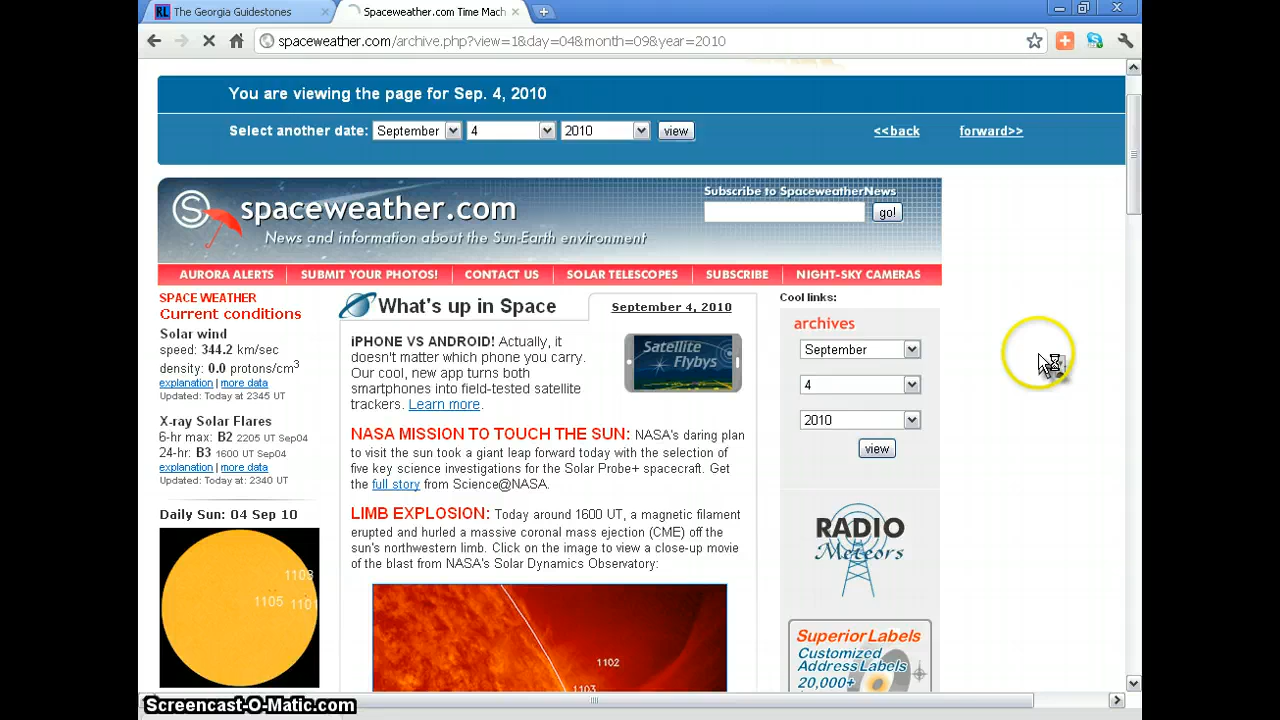 The Georgia Guidestones
Spaceweather.com Time Mach
spaceweather.com/archive.php?view=1&day=04&month=09&year=2010
You are viewing the page for Sep. 4, 2010
Select another date: September 4 2010 view <<back forward>>
Subscribe to SpaceweatherNews
go!
spaceweather.com
News and information about the Sun-Earth environment
AURORA ALERTS SUBMIT YOUR PHOTOS! CONTACT US SOLAR TELESCOPES SUBSCRIBE NIGHT-SKY CAMERAS
SPACE WEATHER
Current conditions
Solar wind
speed: 344.2 km/sec
density: 0.0 protons/cm3
explanation | more data
Updated: Today at 2345 UT
X-ray Solar Flares
6-hr max: B2 2205 UT Sep04
24-hr: B3 1600 UT Sep04
explanation | more data
Updated: Today at: 2340 UT
Daily Sun: 04 Sep 10
1103
1105 1101
What's up in Space
September 4, 2010
iPHONE VS ANDROID! Actually, it
doesn't matter which phone you carry.
Our cool, new app turns both
smartphones into field-tested satellite
trackers. Learn more.
Satellite
Flybys
NASA MISSION TO TOUCH THE SUN: NASA's daring plan
to visit the sun took a giant leap forward today with the selection of
five key science investigations for the Solar Probe+ spacecraft. Get
the full story from Science@NASA.
LIMB EXPLOSION: Today around 1600 UT, a magnetic filament
erupted and hurled a massive coronal mass ejection (CME) off the
sun's northwestern limb. Click on the image to view a close-up movie
of the blast from NASA's Solar Dynamics Observatory:
1102
1103
Cool links:
archives
September
4
2010
view
RADIO
Meteors
Superior Labels
Customized
Address Labels
20,000+
Screencast-O-Matic.com